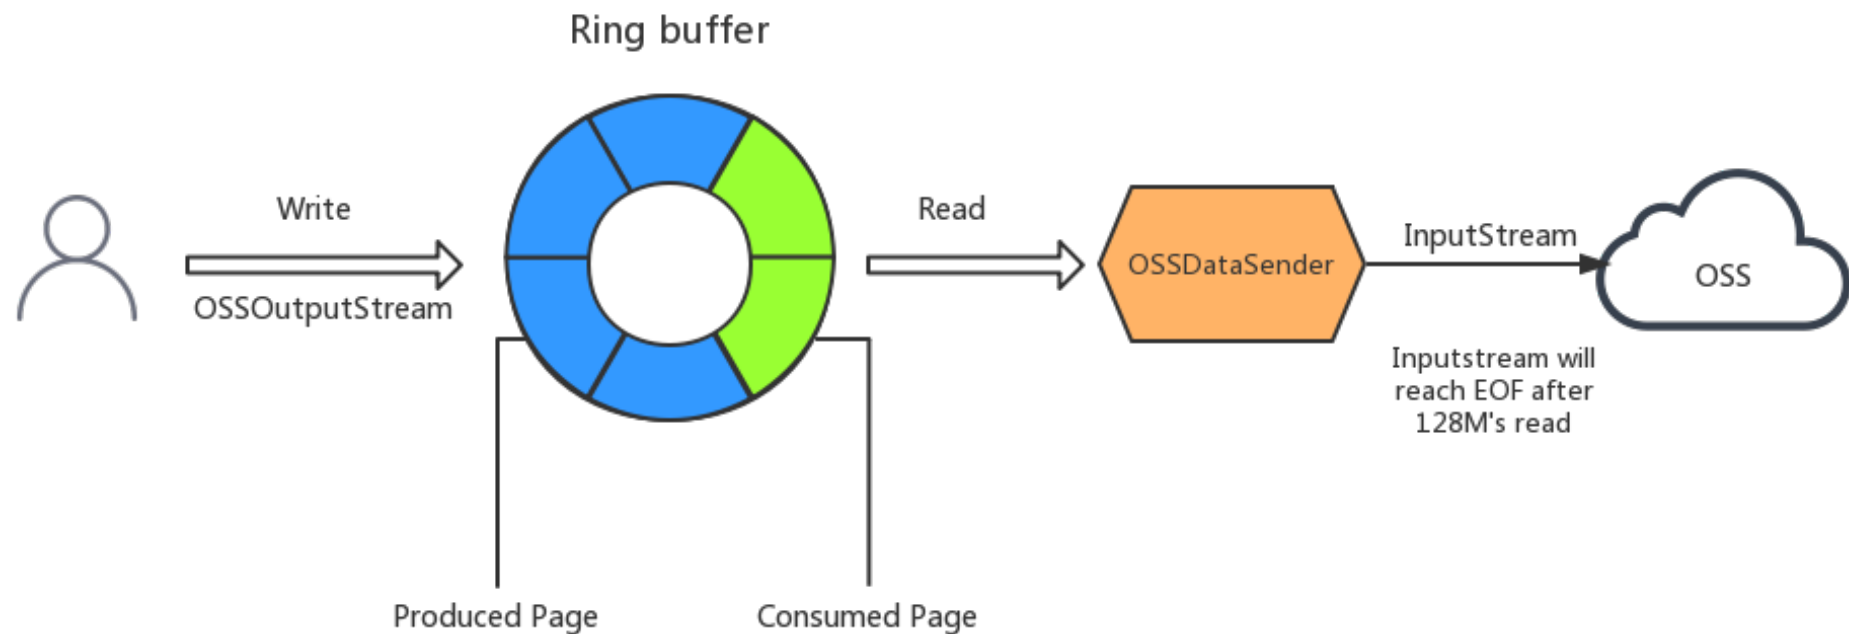 Ring buffer
Write
OSSOutputStream
Read
OSSDataSender
InputStream
OSS
Inputstream will
reach EOF after
128M's read
Produced Page
Consumed Page